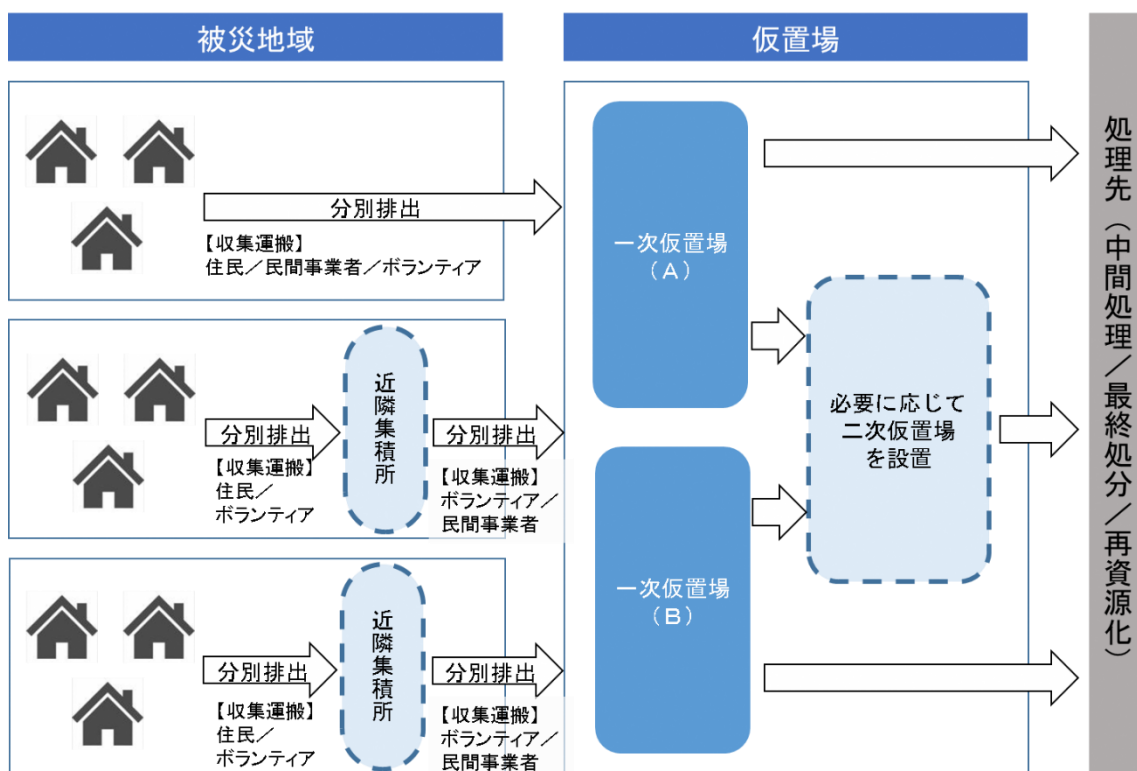 被災地域
仮置場
分別排出
【収集運搬】
住民／民間事業者／ボランティア
分別排出
【収集運搬】
住民／
ボランティア
近隣集積所
分別排出
【収集運搬】
ボランティア／
民間事業者
分別排出
【収集運搬】
住民／
ボランティア
近隣集積所
分別排出
【収集運搬】
ボランティア／
民間事業者
一次仮置場
（A）
一次仮置場
（B）
必要に応じて
二次仮置場
を設置
処理先（中間処理／最終処分／再資源化）